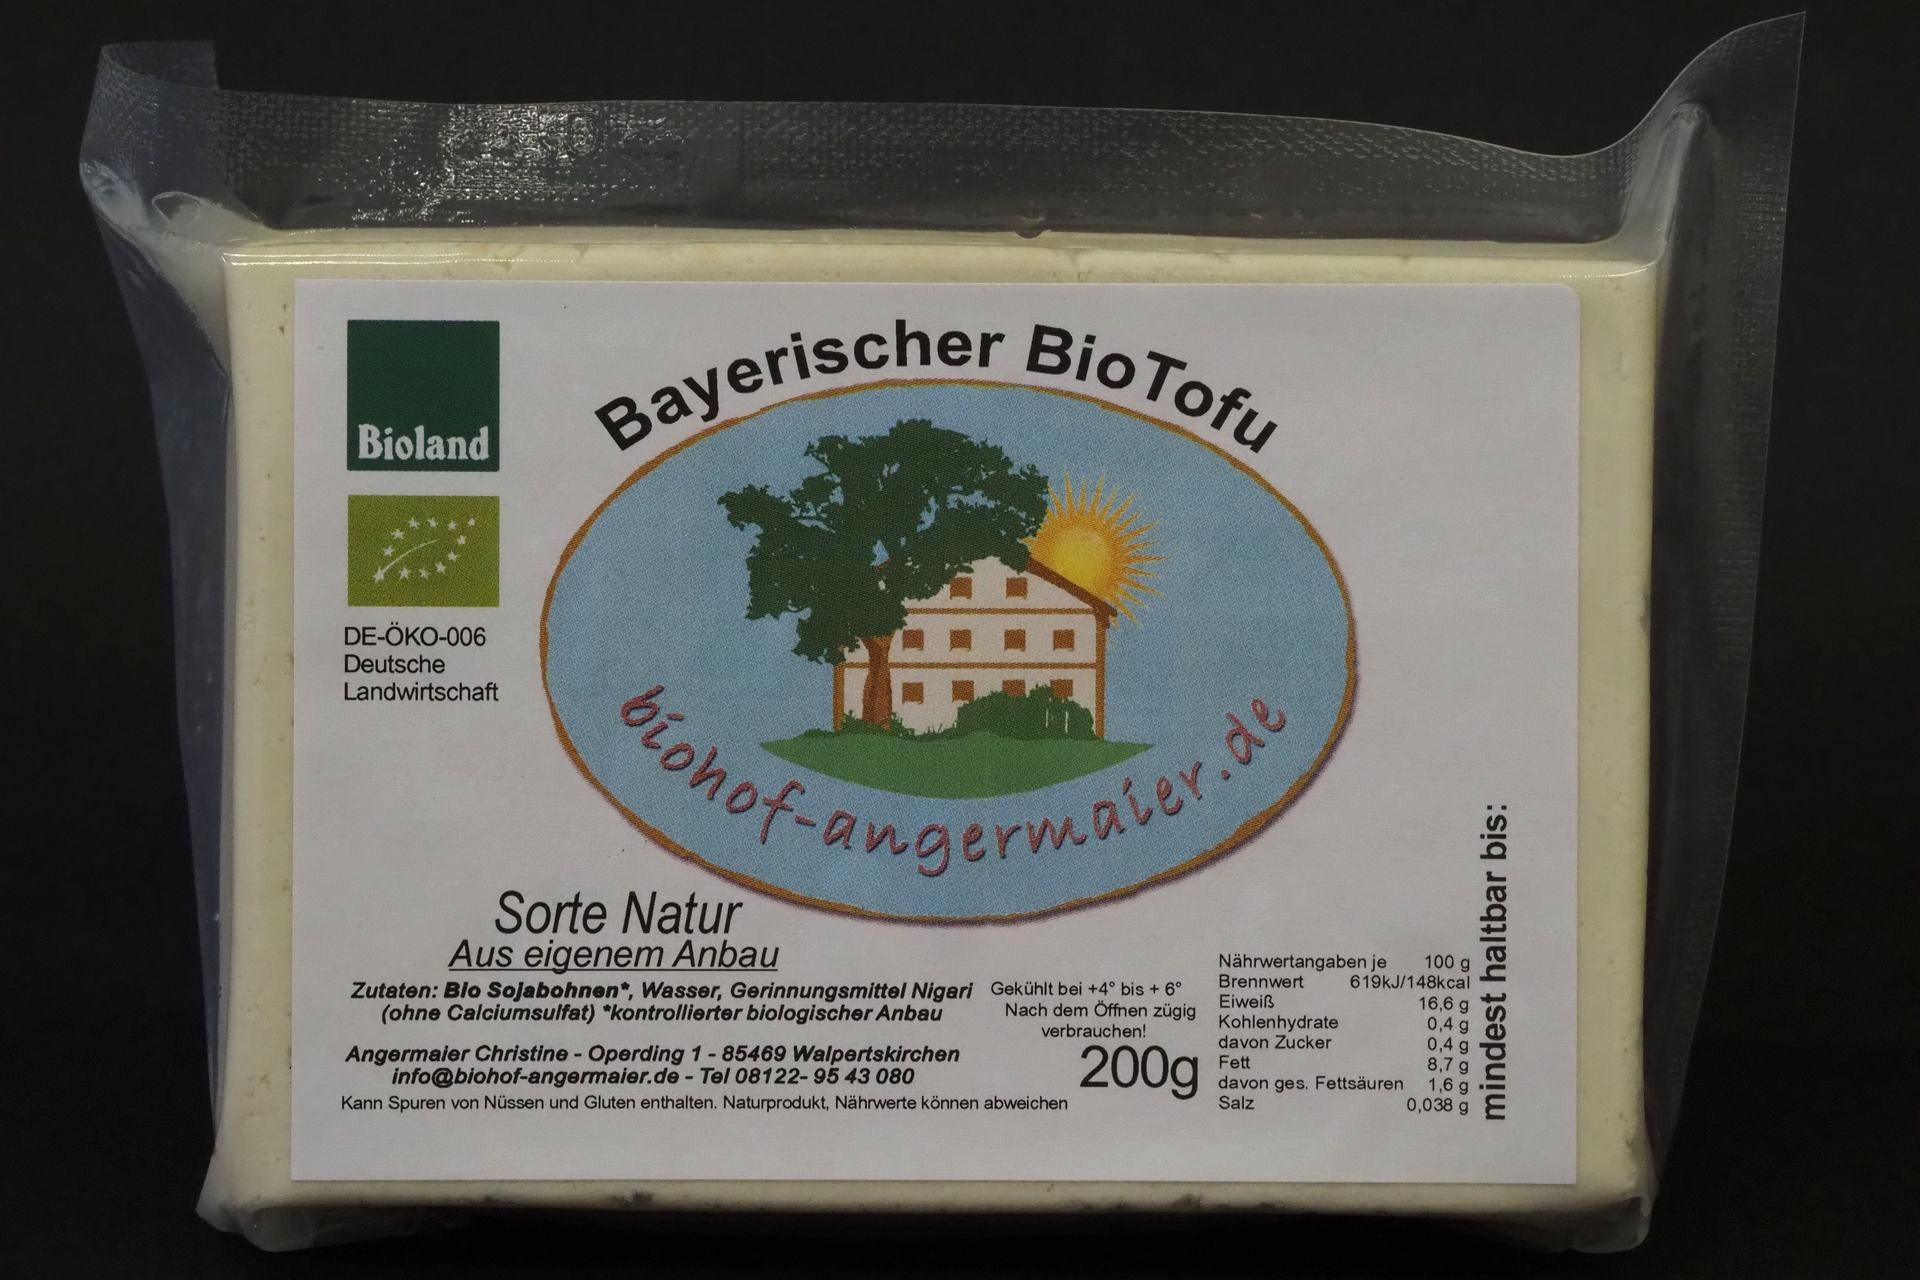 Bayerischer BioTofu
Bioland
DE-ÖKO-006
Deutsche
Landwirtschaft
biohof-angermaier.de
Sorte Natur
Aus eigenem Anbau
Zutaten: Bio Sojabohnen*, Wasser, Gerinnungsmittel Nigari
(ohne Calciumsulfat) *kontrollierter biologischer Anbau
Angermaier Christine - Operding 1 - 85469 Walpertskirchen
info@biohof-angermaier.de - Tel 08122- 95 43 080
Kann Spuren von Nüssen und Gluten enthalten. Naturprodukt, Nährwerte können abweichen
Gekühlt bei +4° bis + 6°
Nach dem Öffnen zügig
verbrauchen!
200g
Nährwertangaben je 100 g
Brennwert 619kJ/148kcal
Eiweiß 16,6 g
Kohlenhydrate 0,4 g
davon Zucker 0,4 g
Fett 8,7 g
davon ges. Fettsäuren 1,6 g
Salz 0,038 g
mindest haltbar bis: